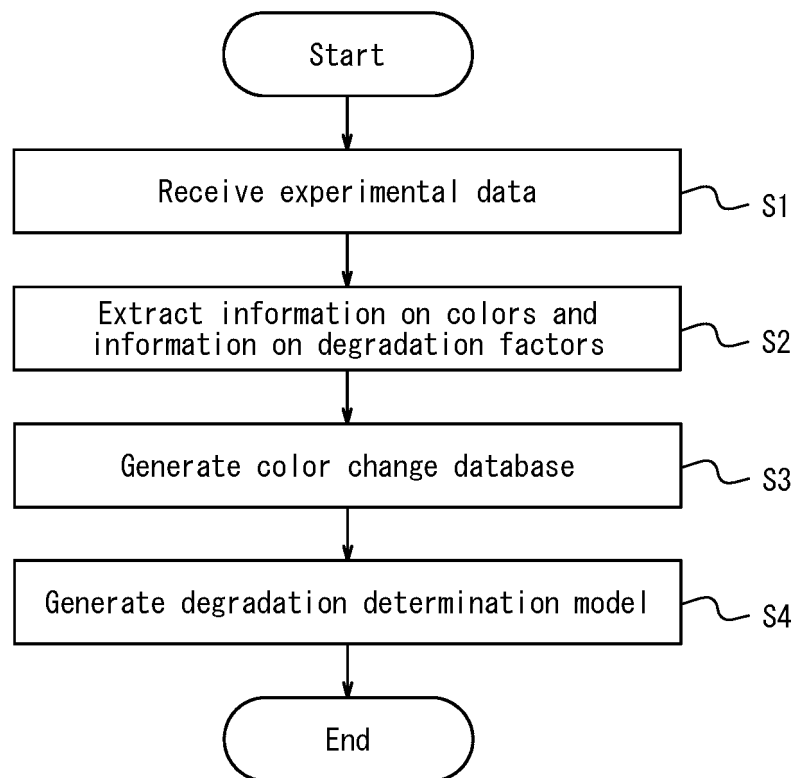 Start
Receive experimental data
S1
Extract information on colors and
information on degradation factors
S2
Generate color change database
S3
Generate degradation determination model
S4
End